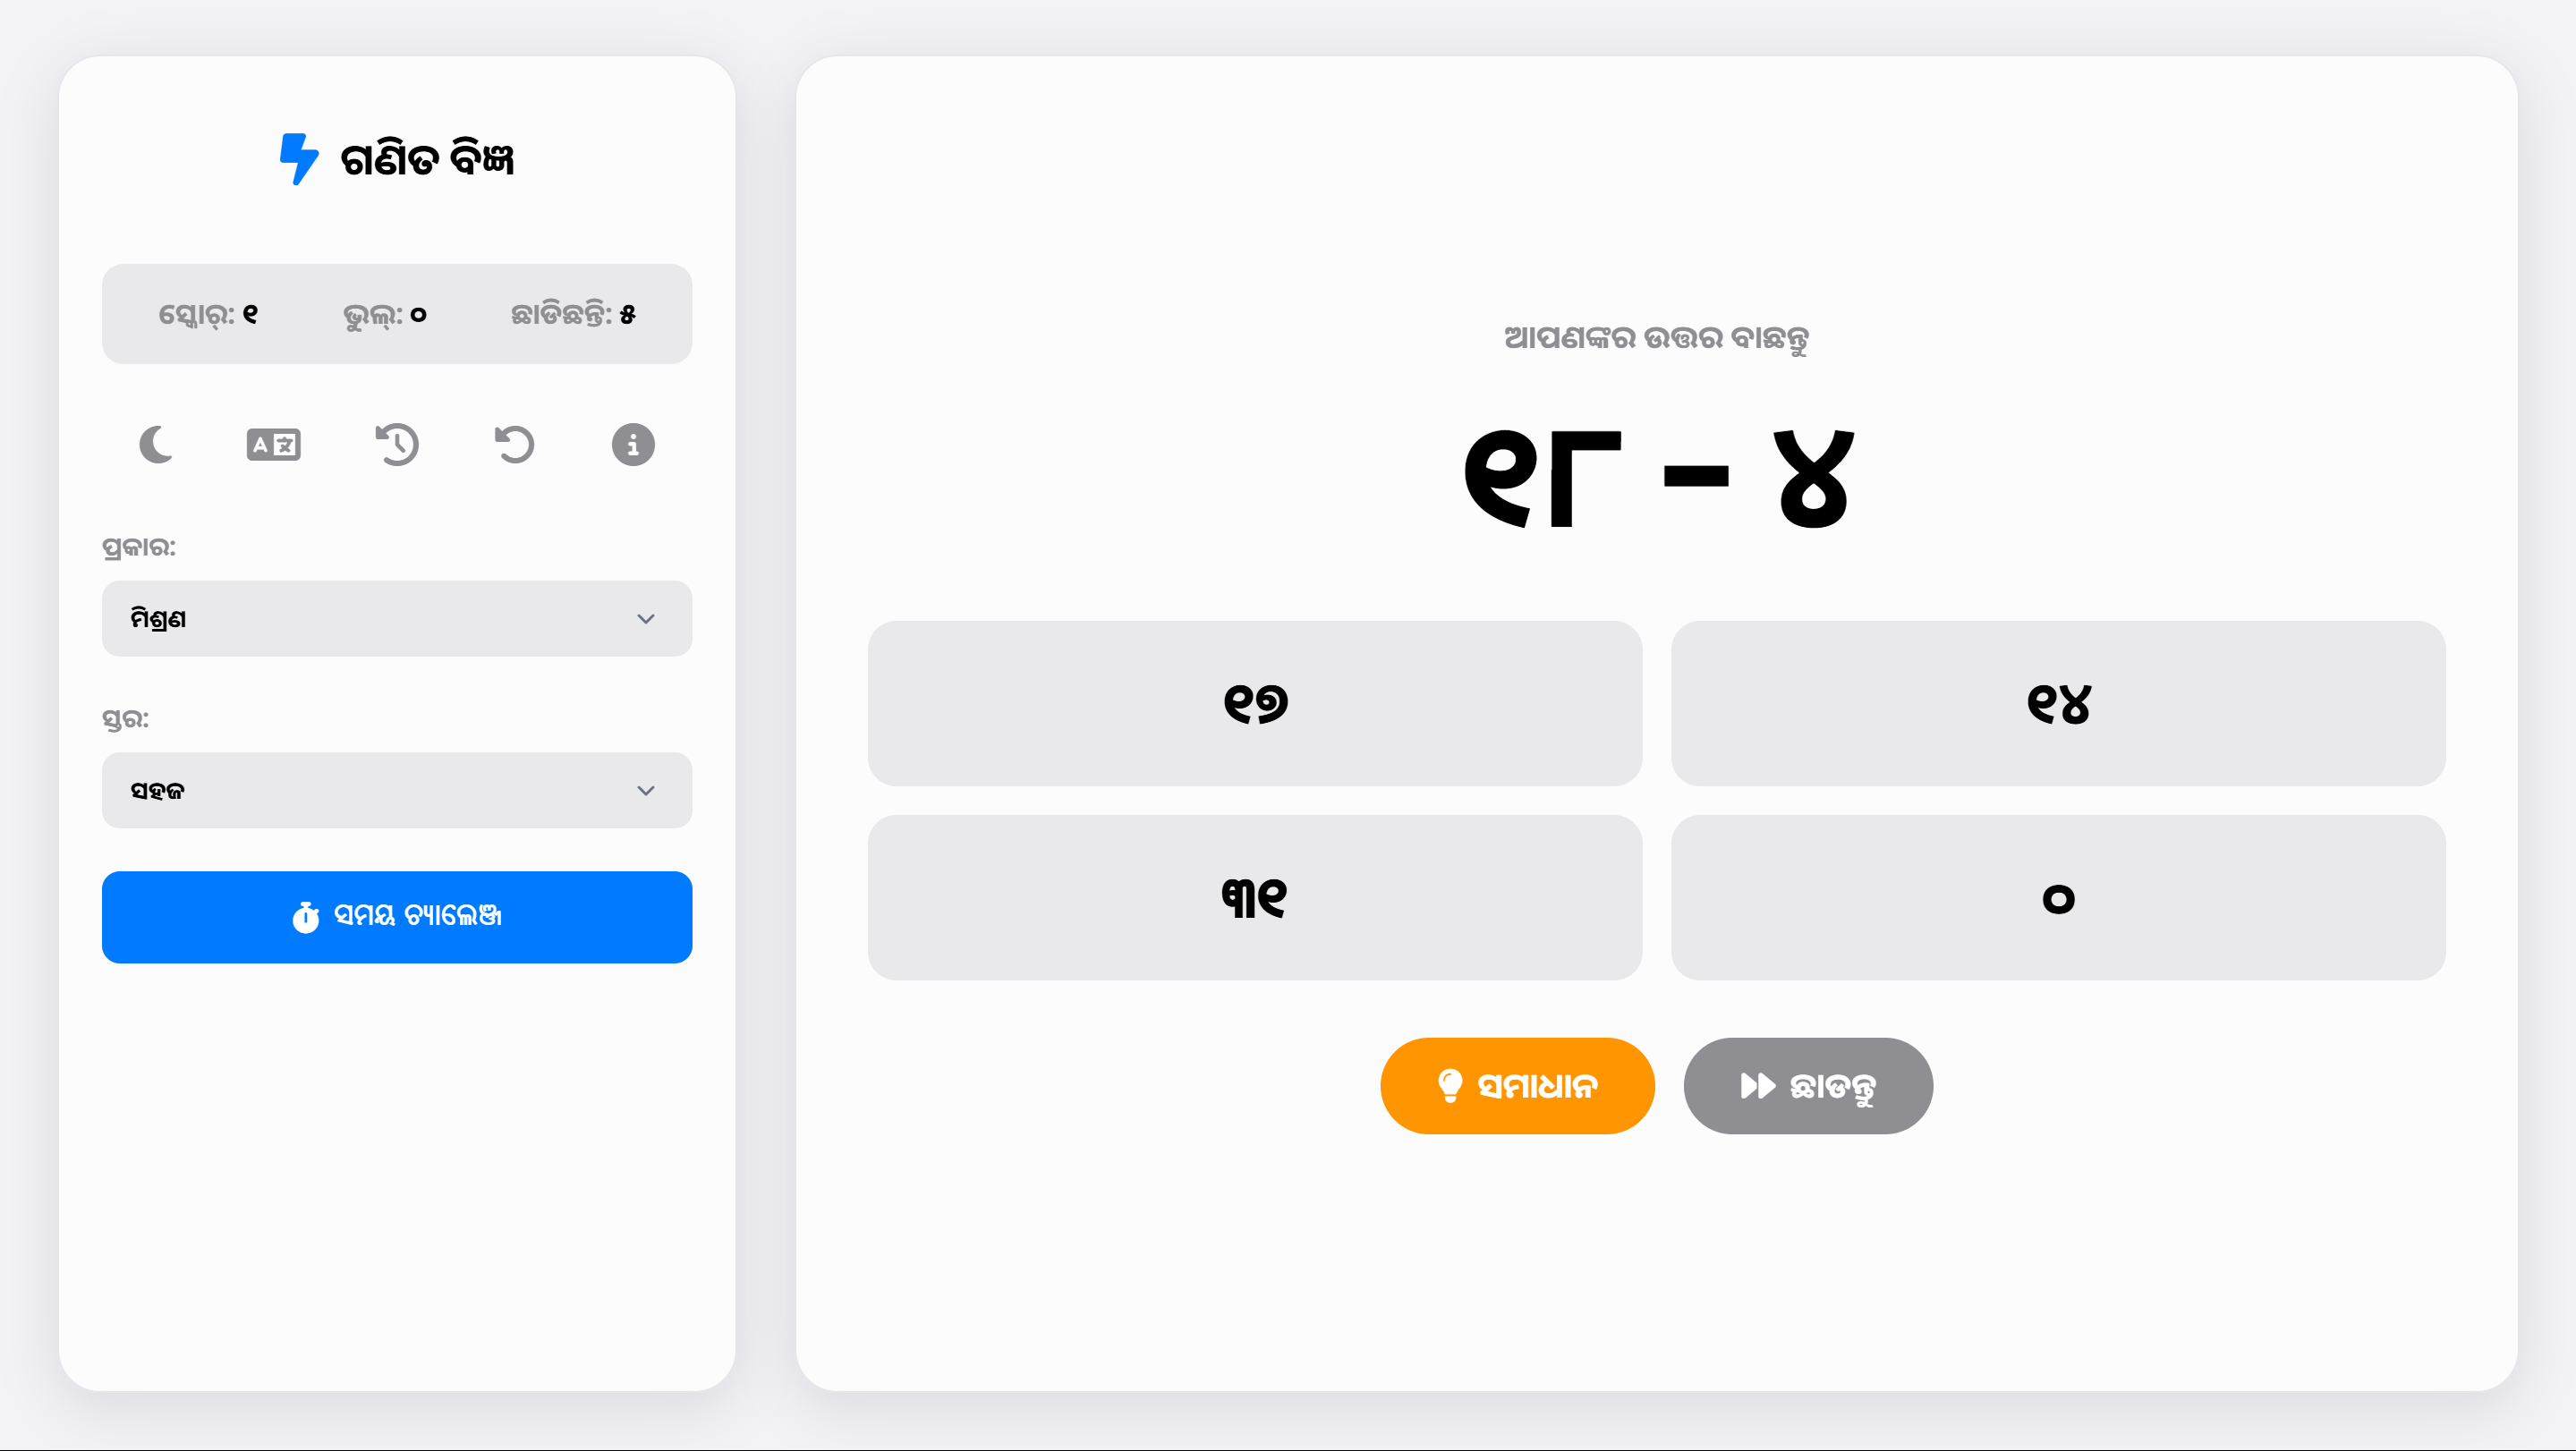 ଗଣିତ ବିଜ୍ଞ
ସ୍କୋର୍: ୧ ଭୁଲ୍: ୦ ଛାଡିଛନ୍ତି: ୫
ପ୍ରକାର:
ମିଶ୍ରଣ
ସ୍ତର:
ସହଜ
ସମୟ ଚ୍ୟାଲେଞ୍ଜ
ଆପଣଙ୍କର ଉତ୍ତର ବାଛନ୍ତୁ
୧୮ − ୪
୧୭ ୧୪
୩୧ ୦
ସମାଧାନ ଛାଡନ୍ତୁ